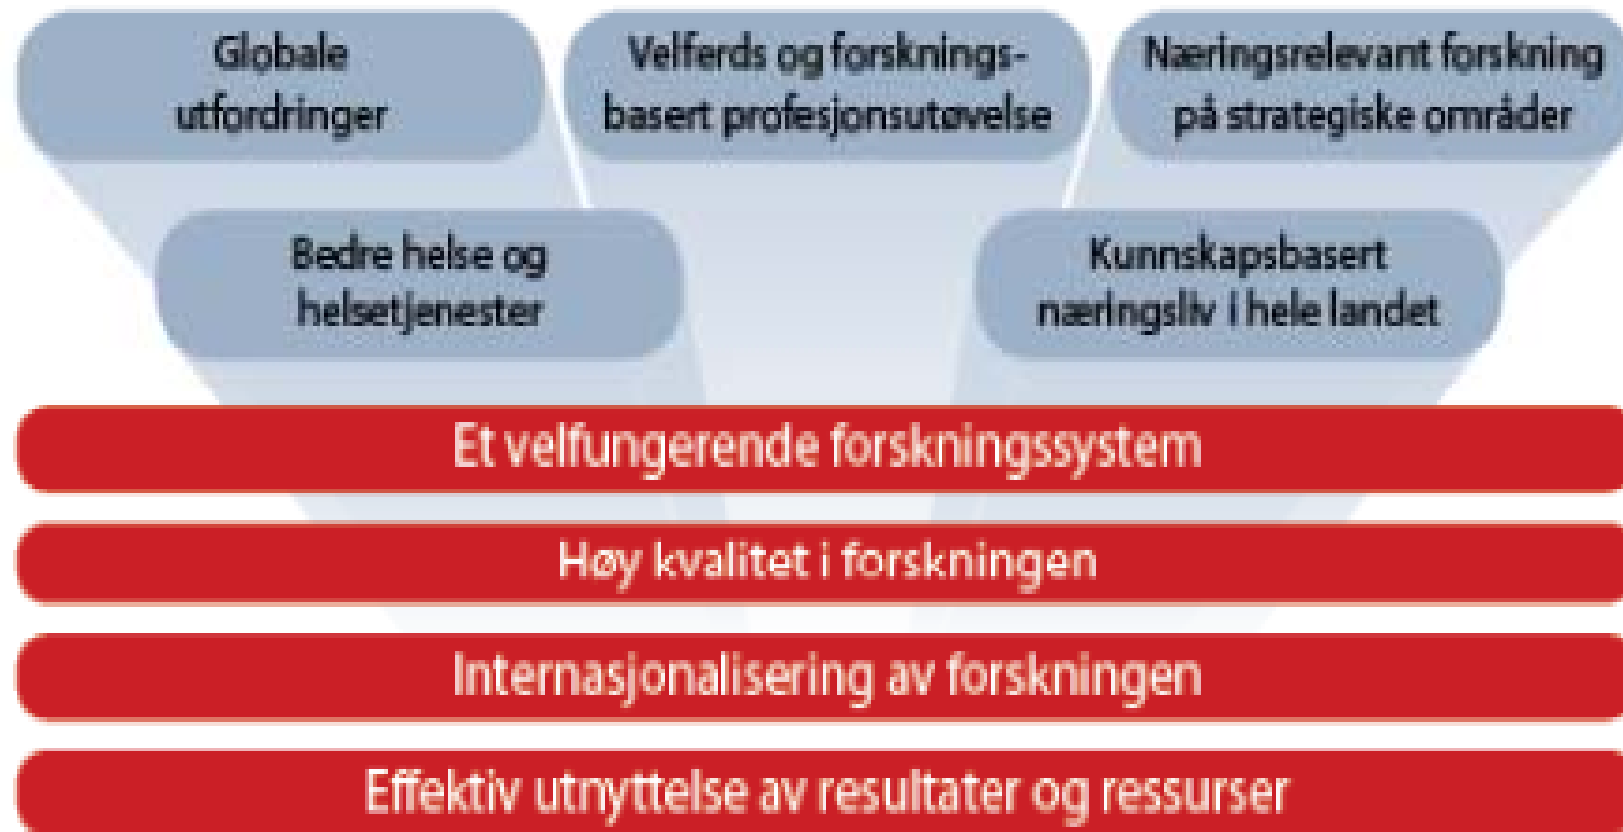 Globale
utfordringer
Velferds og forsknings-
basert profesjonsutøvelse
Næringsrelevant forskning
på strategiske områder
Bedre helse og
helsetjenester
Kunnskapsbasert
næringsliv i hele landet
Et velfungerende forskningssystem
Høy kvalitet i forskningen
Internasjonalisering av forskningen
Effektiv utnyttelse av resultater og ressurser